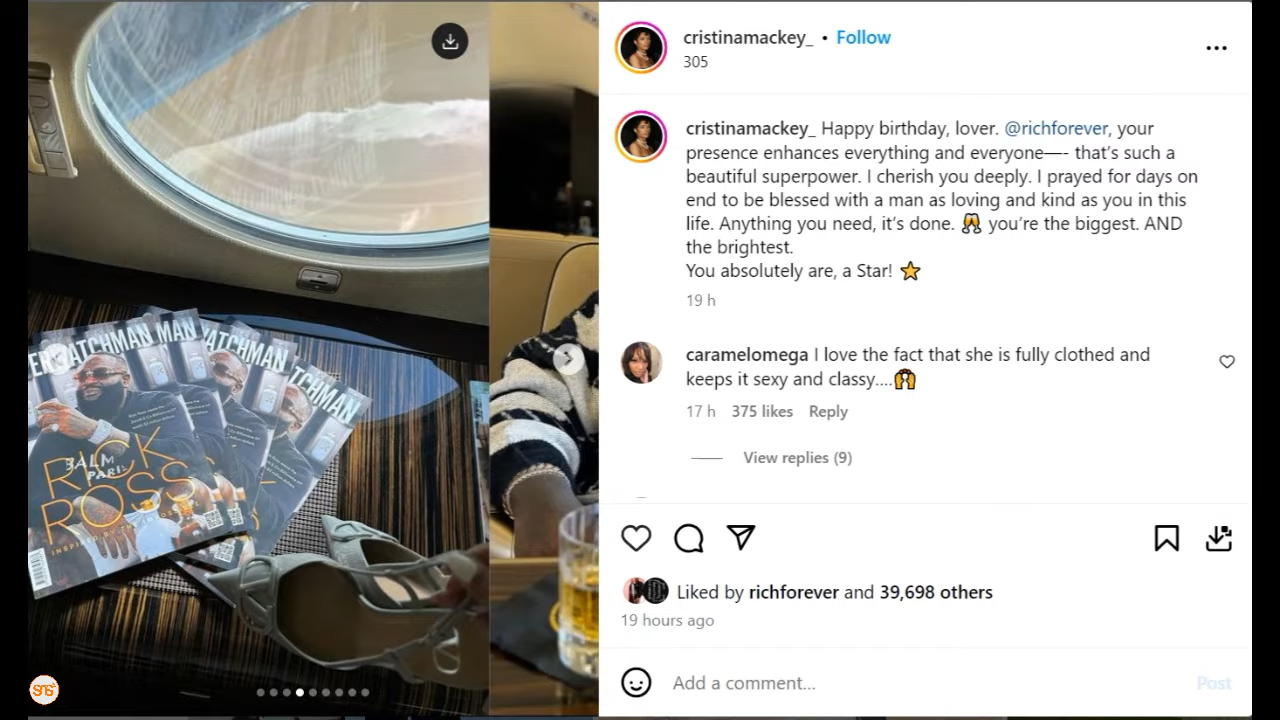 cristinamackey_ • Follow
305
cristinamackey_ Happy birthday, lover. @richforever, your
presence enhances everything and everyone—- that's such a
beautiful superpower. I cherish you deeply. I prayed for days on
end to be blessed with a man as loving and kind as you in this
life. Anything you need, it's done. 🥂 you're the biggest. AND
the brightest.
You absolutely are, a Star! ⭐
19 h
caramelomega I love the fact that she is fully clothed and
keeps it sexy and classy....🙌
17 h 375 likes Reply
View replies (9)
Liked by richforever and 39,698 others
19 hours ago
Add a comment...
Post
WATCHMAN
MAN
WATCHMAN
TCHMAN
RICK
ROSS